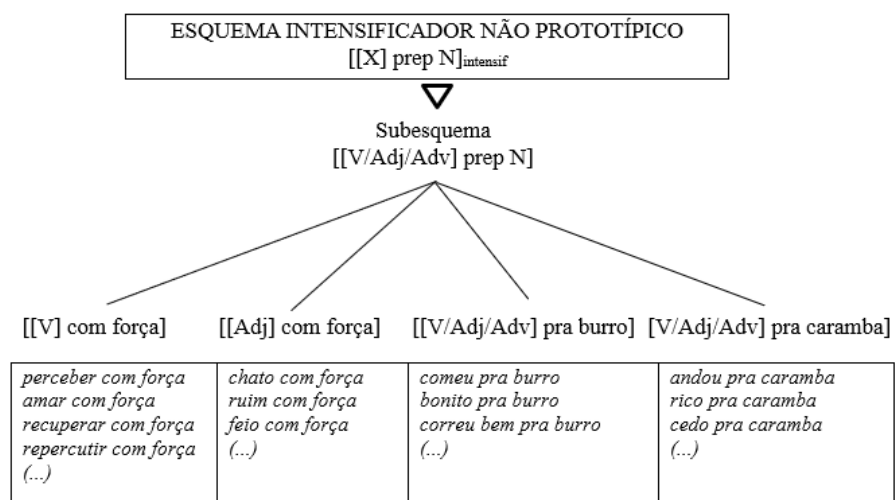 ESQUEMA INTENSIFICADOR NÃO PROTOTÍPICO
[[X] prep N]intensif
Subesquema
[[V/Adj/Adv] prep N]
[[V] com força] [[Adj] com força] [[V/Adj/Adv] pra burro] [V/Adj/Adv] pra caramba]
perceber com força
amar com força
recuperar com força
repercutir com força
(...)
chato com força
ruim com força
feio com força
(...)
comeu pra burro
bonito pra burro
correu bem pra burro
(...)
andou pra caramba
rico pra caramba
cedo pra caramba
(...)